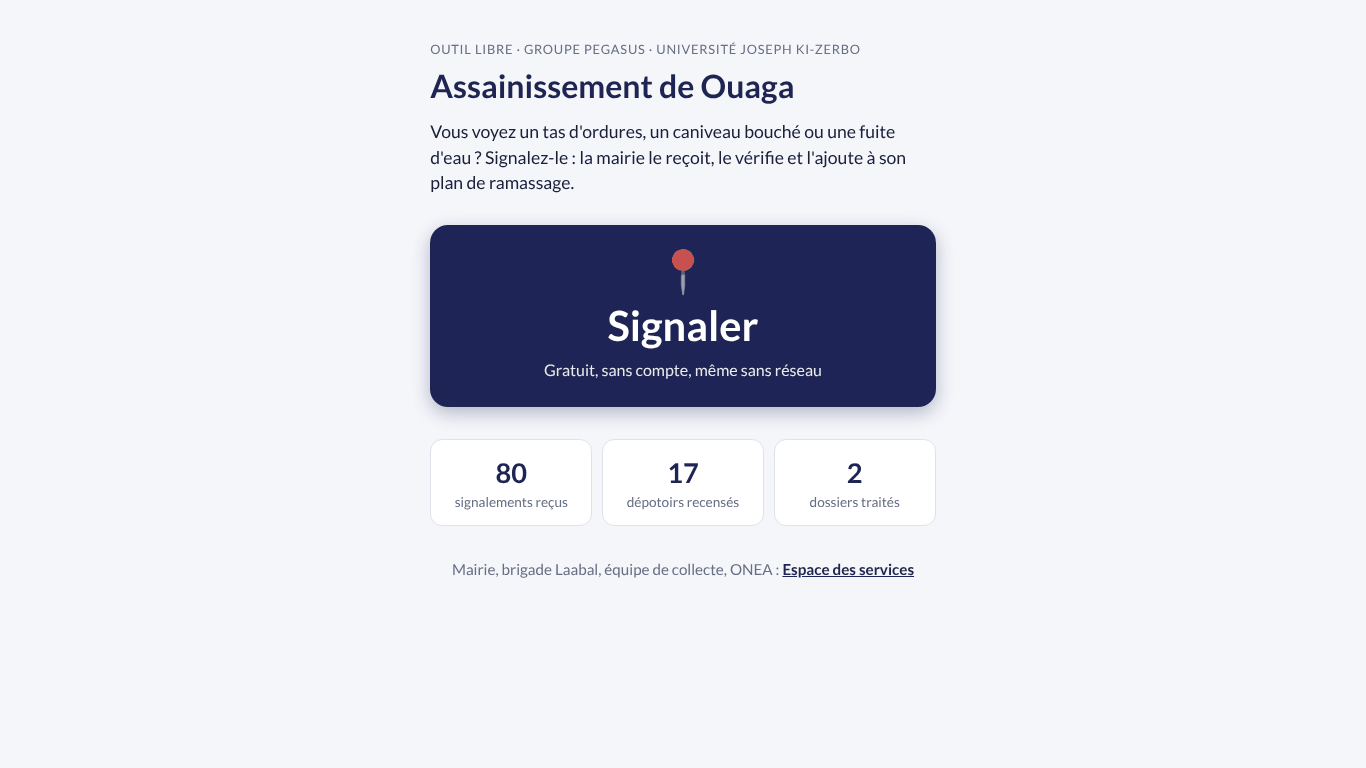 OUTIL LIBRE · GROUPE PEGASUS · UNIVERSITÉ JOSEPH KI-ZERBO
Assainissement de Ouaga
Vous voyez un tas d'ordures, un caniveau bouché ou une fuite
d'eau ? Signalez-le : la mairie le reçoit, le vérifie et l'ajoute à son
plan de ramassage.
Signaler
Gratuit, sans compte, même sans réseau
80
signalements reçus
17
dépotoirs recensés
2
dossiers traités
Mairie, brigade Laabal, équipe de collecte, ONEA : Espace des services